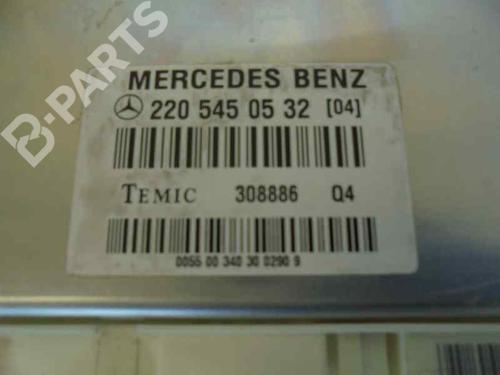 B-PARTS
MERCEDES BENZ
220 545 05 32 [04]
TEMIC 308886 Q4
0055 00 340 30 0290 9